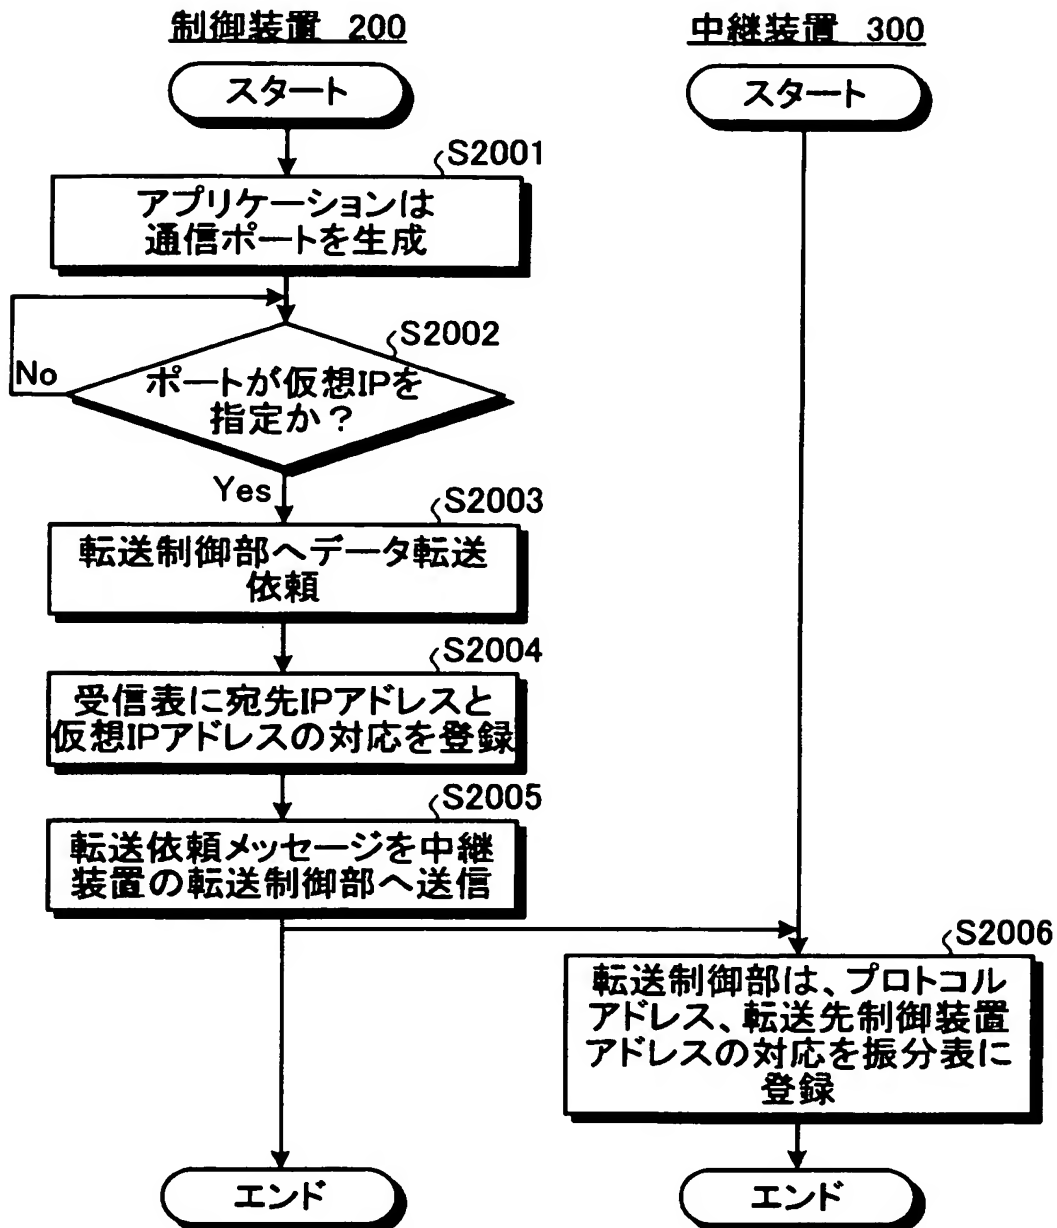 制御装置 200
中継装置 300
スタート
スタート
S2001
アプリケーションは
通信ポートを生成
S2002
No
ポートが仮想IPを
指定か?
Yes
S2003
転送制御部へデータ転送
依頼
S2004
受信表に宛先IPアドレスと
仮想IPアドレスの対応を登録
S2005
転送依頼メッセージを中継
装置の転送制御部へ送信
S2006
転送制御部は、プロトコル
アドレス、転送先制御装置
アドレスの対応を振分表に
登録
エンド
エンド